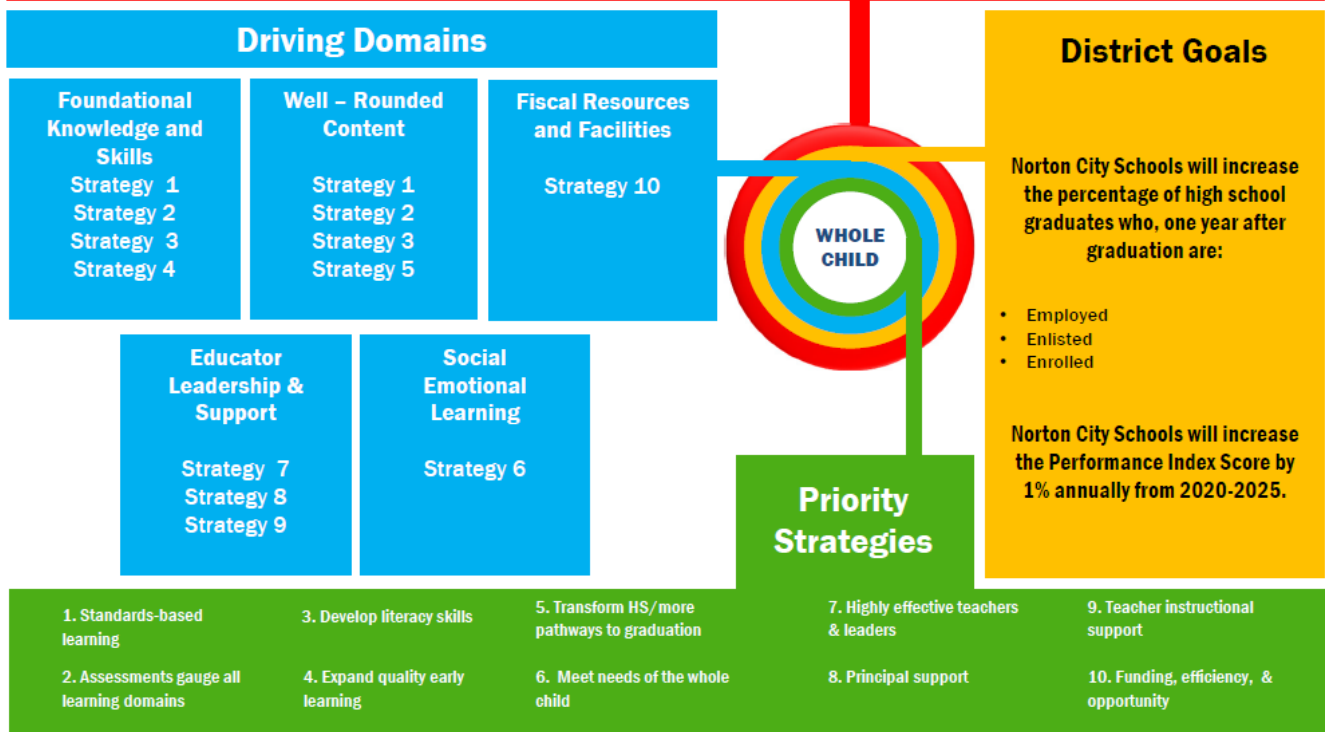 Driving Domains
Foundational
Knowledge and
Skills
Strategy 1
Strategy 2
Strategy 3
Strategy 4
Well – Rounded
Content
Strategy 1
Strategy 2
Strategy 3
Strategy 5
Fiscal Resources
and Facilities
Strategy 10
Educator
Leadership &
Support
Strategy 7
Strategy 8
Strategy 9
Social
Emotional
Learning
Strategy 6
WHOLE
CHILD
District Goals
Norton City Schools will increase
the percentage of high school
graduates who, one year after
graduation are:
• Employed
• Enlisted
• Enrolled
Norton City Schools will increase
the Performance Index Score by
1% annually from 2020-2025.
Priority
Strategies
1. Standards-based
learning
2. Assessments gauge all
learning domains
3. Develop literacy skills
4. Expand quality early
learning
5. Transform HS/more
pathways to graduation
6. Meet needs of the whole
child
7. Highly effective teachers
& leaders
8. Principal support
9. Teacher instructional
support
10. Funding, efficiency, &
opportunity